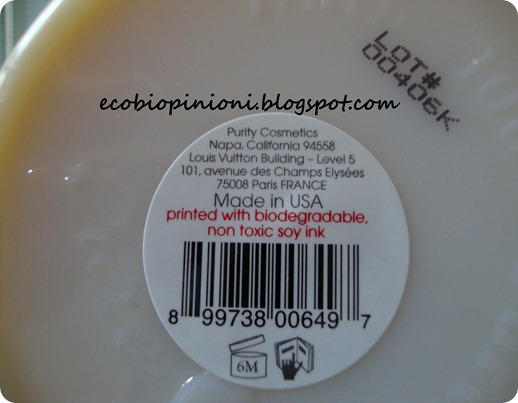 LOT#
00406K
ecobiopinioni.blogspot.com
Purity Cosmetics
Napa, California 94558
Louis Vuitton Building – Level 5
101, avenue des Champs Elysées
75008 Paris FRANCE
Made in USA
printed with biodegradable,
non toxic soy ink
8 99738 00649 7
6M